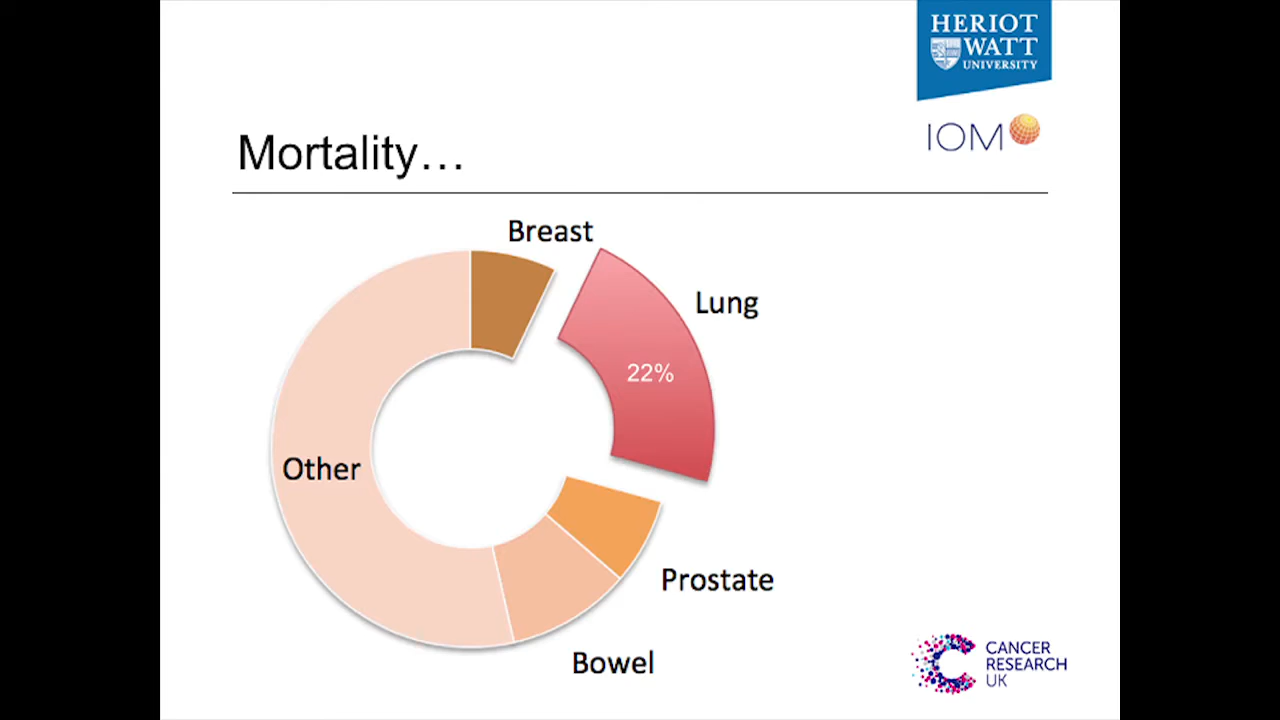 HERIOT
WATT
UNIVERSITY
IOM
Mortality…
Breast
Lung
22%
Other
Prostate
Bowel
CANCER
RESEARCH
UK